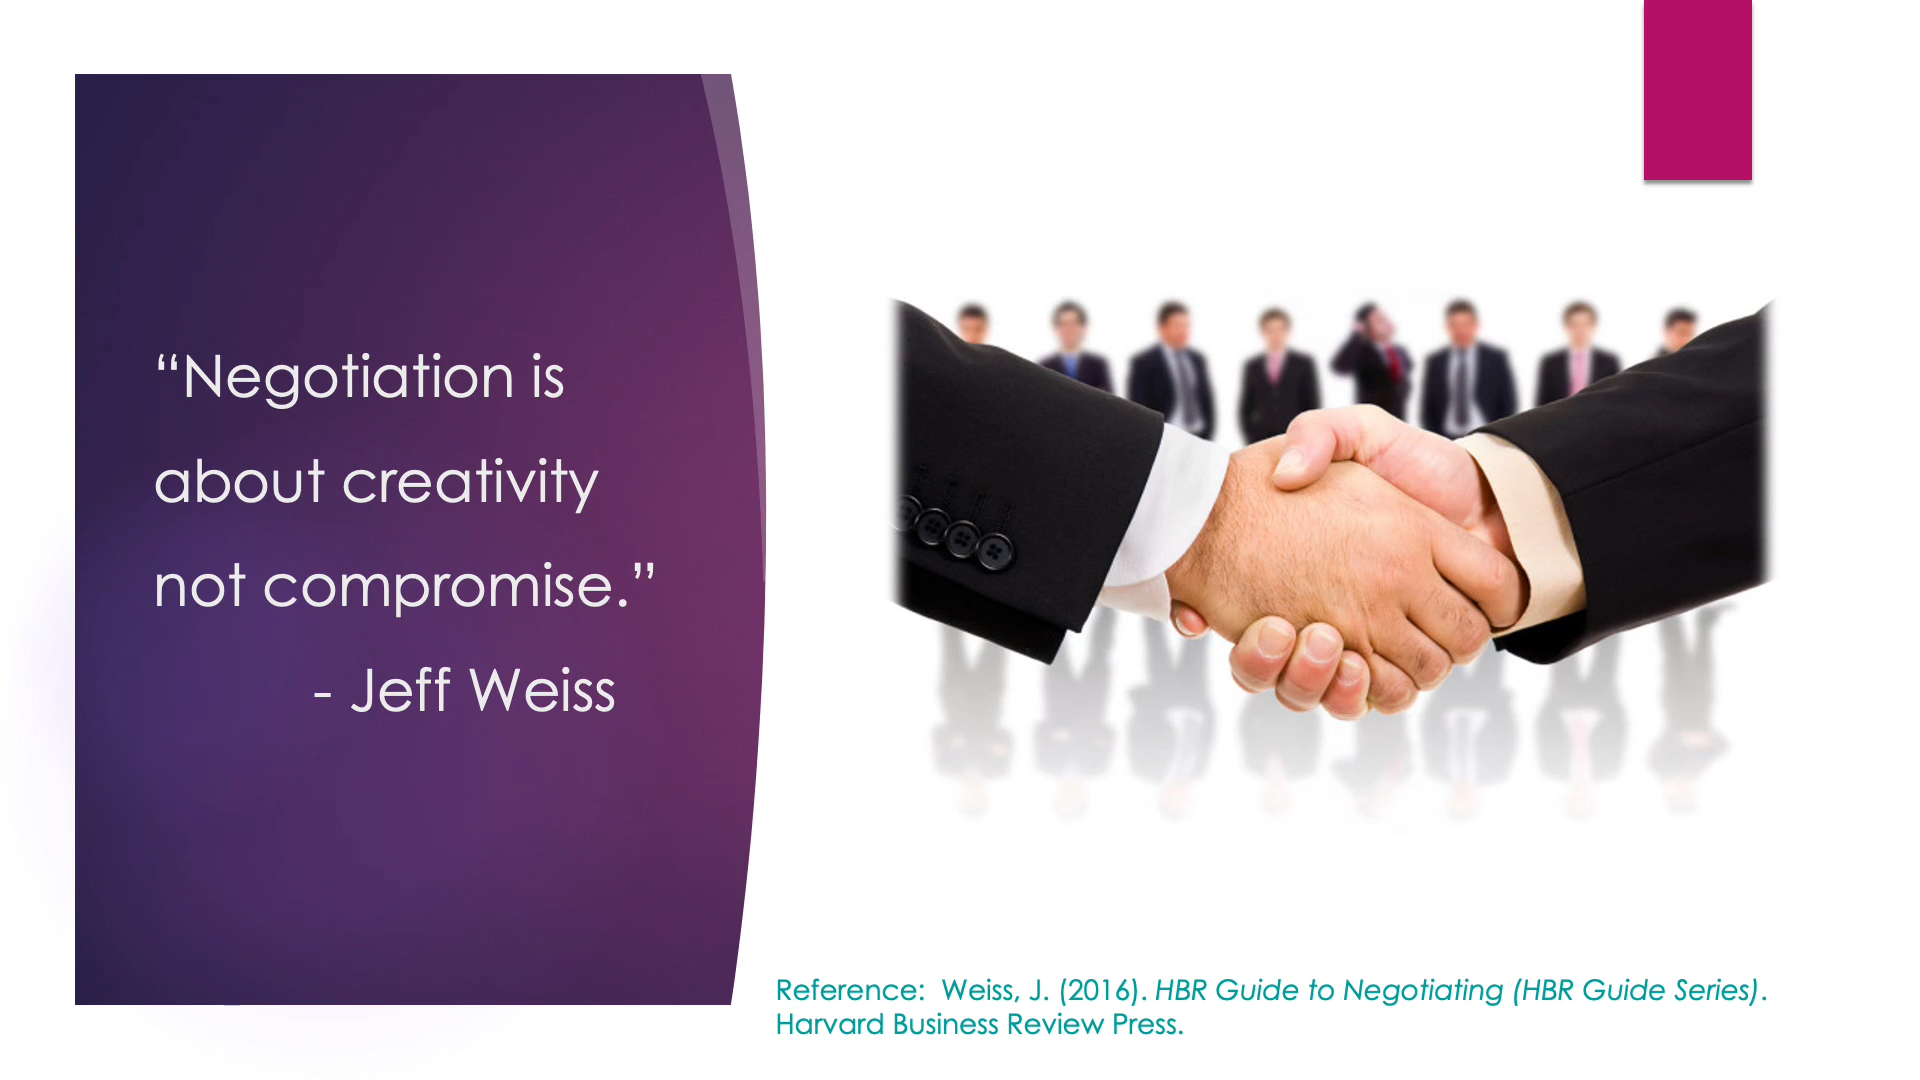 “Negotiation is
about creativity
not compromise.”
- Jeff Weiss
Reference:  Weiss, J. (2016). HBR Guide to Negotiating (HBR Guide Series).
Harvard Business Review Press.